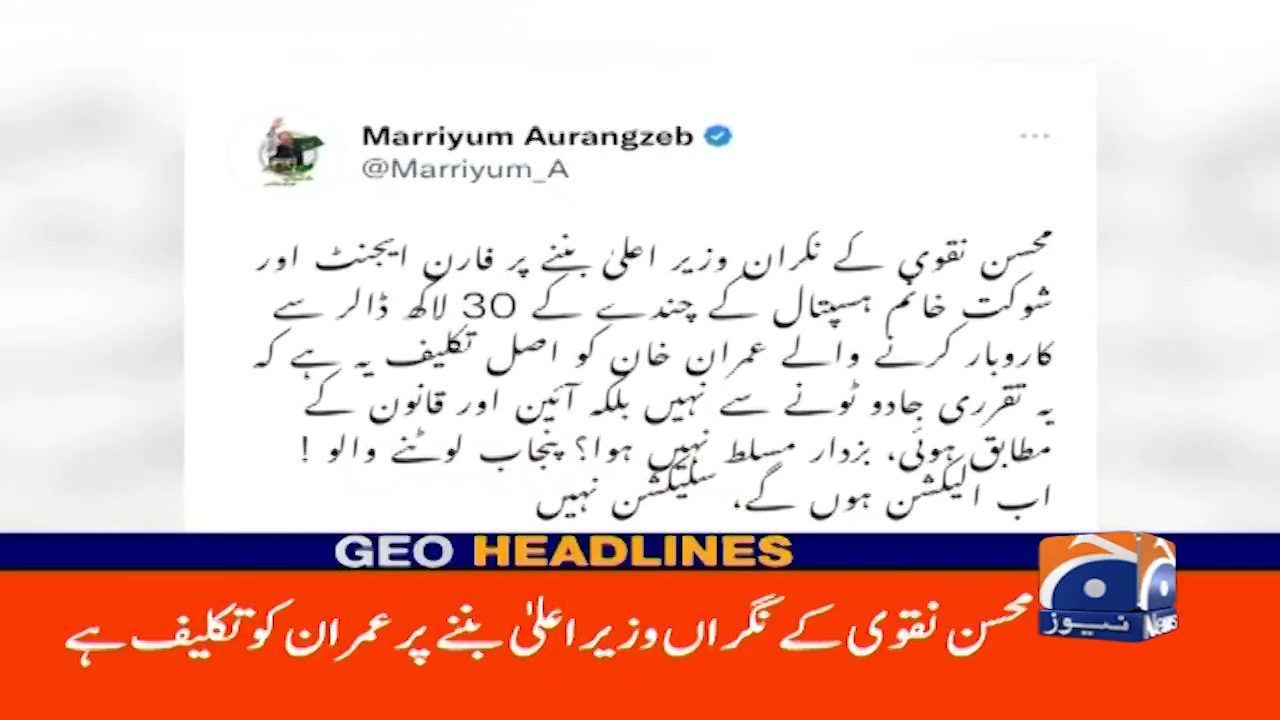 Marriyum Aurangzeb
@Marriyum_A
محسن نقوی کے نگران وزیر اعلیٰ بننے پر فارن ایجنٹ اور
شوکت خانم ہسپتال کے چندے کے 30 لاکھ ڈالر سے
کاروبار کرنے والے عمران خان کو اصل تکلیف یہ ہے کہ
یہ تقرری جادو ٹونے سے نہیں بلکہ آئین اور قانون کے
مطابق ہوئی، بزدار مسلط نہیں ہوا؟ پنجاب لوٹنے والو !
اب الیکشن ہوں گے، سلیکشن نہیں
GEO HEADLINES
محسن نقوی کے نگراں وزیر اعلیٰ بننے پر عمران کو تکلیف ہے
جیو
نیوز News